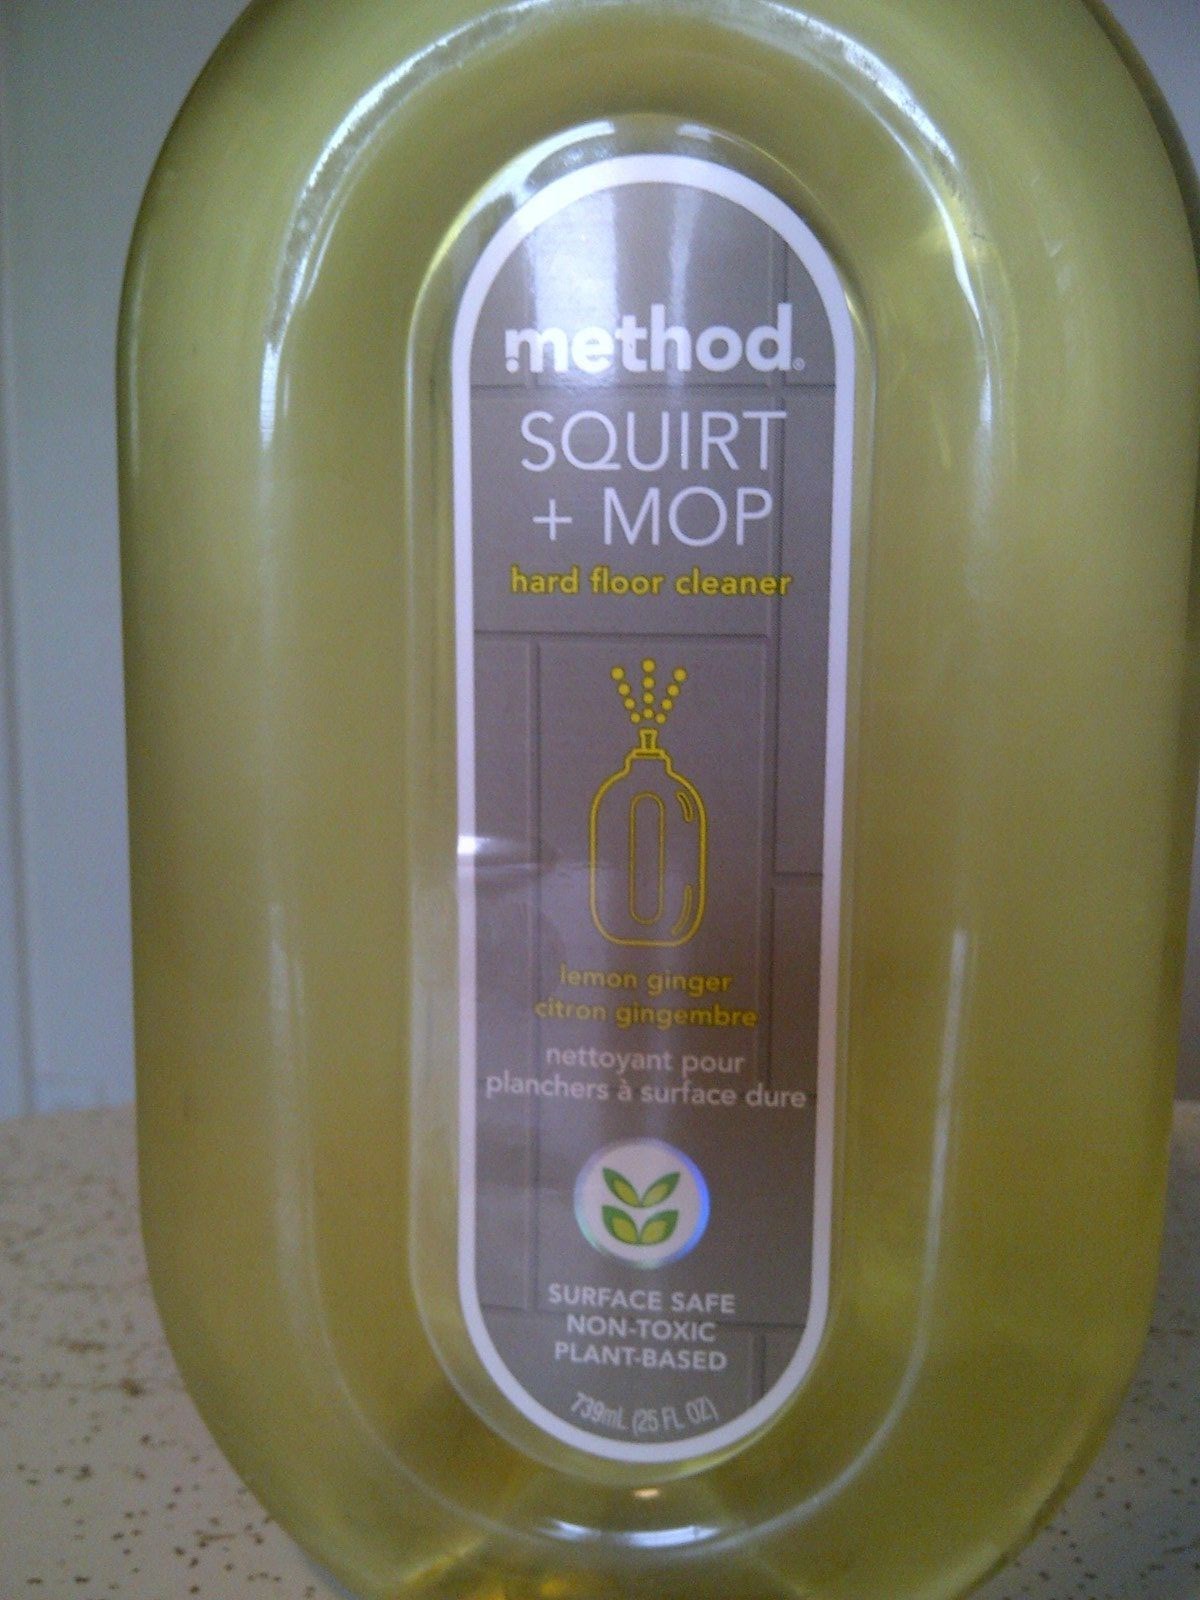 method®
SQUIRT
+ MOP
hard floor cleaner
lemon ginger
citron gingembre
nettoyant pour
planchers à surface dure
SURFACE SAFE
NON-TOXIC
PLANT-BASED
739mL (25 FL OZ)